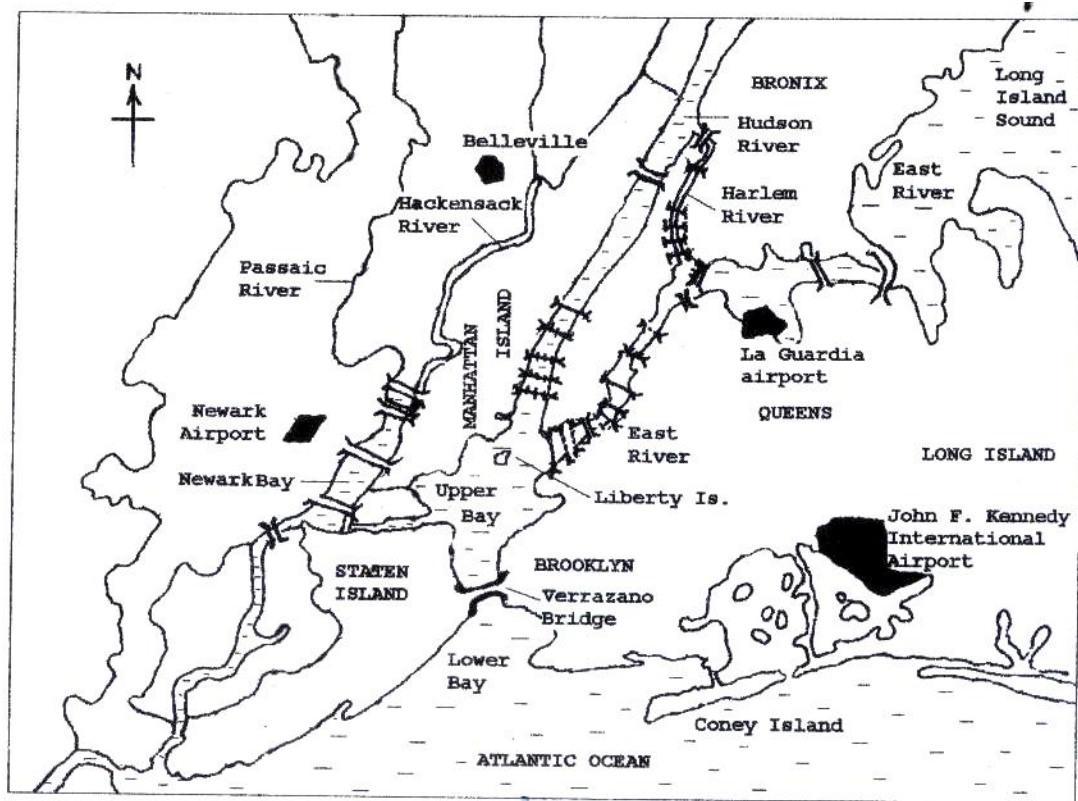 N
BRONIX
Long
Island
Sound
Hudson
River
Belleville
East
River
Harlem
River
Hackensack
River
Passaic
River
MANHATTAN
ISLAND
La Guardia
airport
Newark
Airport
QUEENS
East
River
LONG ISLAND
Newark Bay
Upper
Bay
Liberty Is.
John F. Kennedy
International
Airport
STATEN
ISLAND
BROOKLYN
Verrazano
Bridge
Lower
Bay
Coney Island
ATLANTIC OCEAN